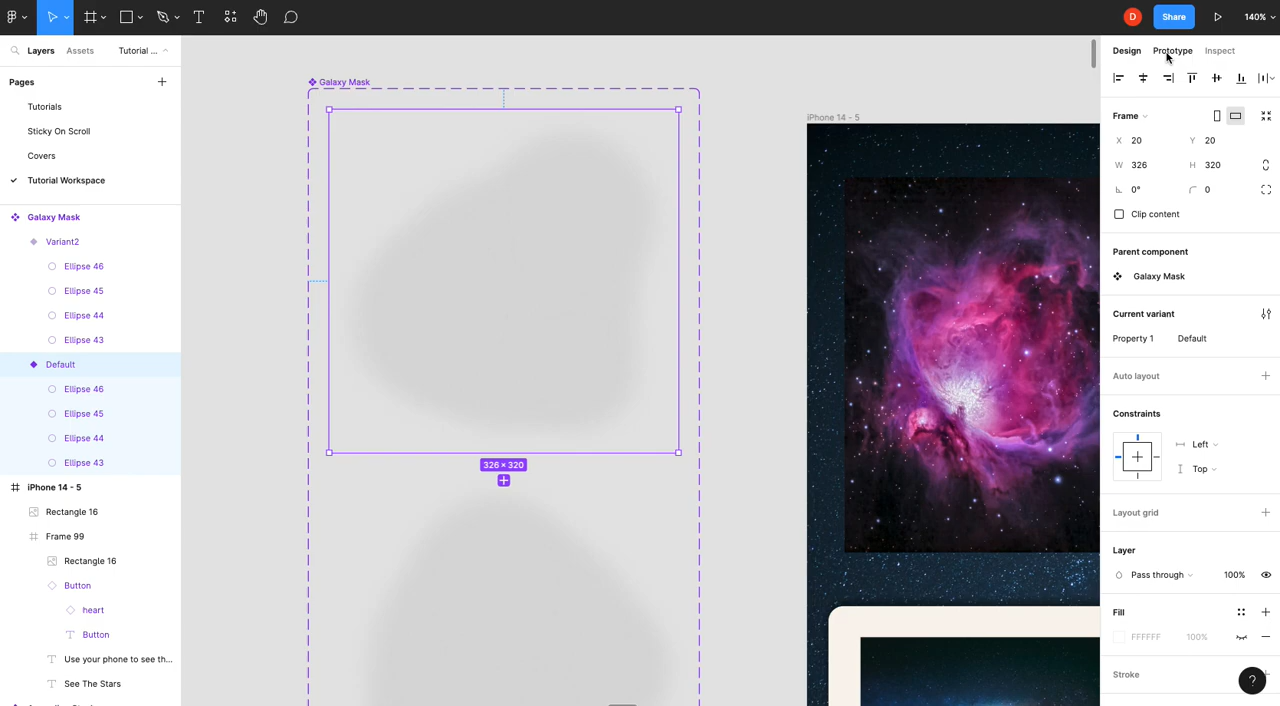 Share
140%
D
Layers
Assets
Tutorial ...
Pages
Tutorials
Sticky On Scroll
Covers
Tutorial Workspace
Galaxy Mask
Variant2
Ellipse 46
Ellipse 45
Ellipse 44
Ellipse 43
Default
Ellipse 46
Ellipse 45
Ellipse 44
Ellipse 43
iPhone 14 - 5
Rectangle 16
Frame 99
Rectangle 16
Button
heart
Button
Use your phone to see th...
See The Stars
Galaxy Mask
326 × 320
iPhone 14 - 5
Design
Prototype
Inspect
Frame
X 20 Y 20
W 326 H 320
0° 0
Clip content
Parent component
Galaxy Mask
Current variant
Property 1 Default
Auto layout
Constraints
Left
Top
Layout grid
Layer
Pass through 100%
Fill
FFFFFF 100%
Stroke
?